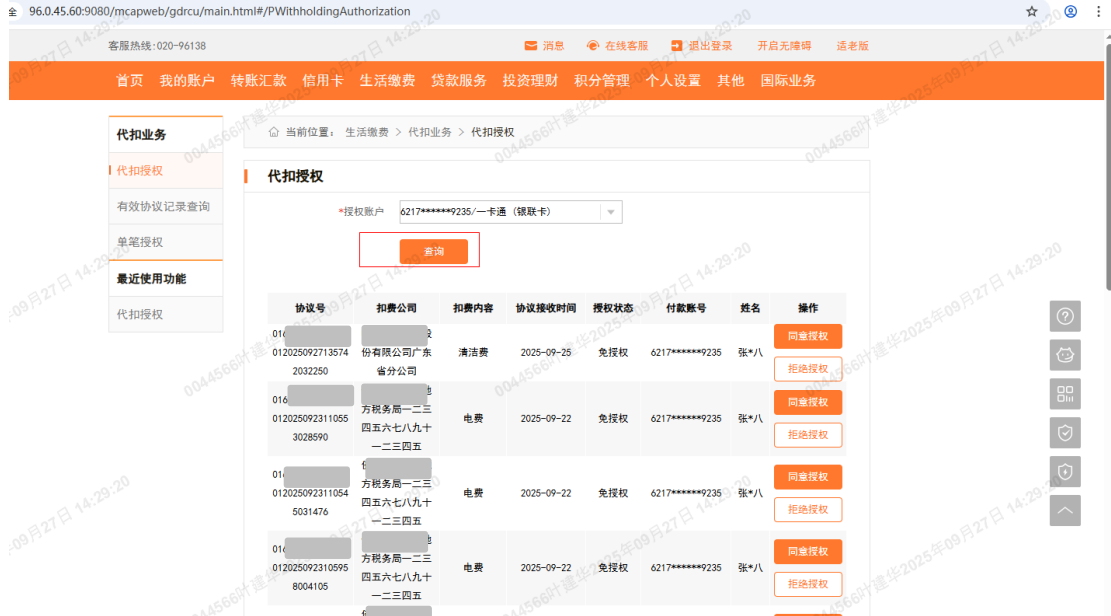 96.0.45.60:9080/mcapweb/gdrcu/main.html#/PWithholdingAuthorization
客服热线:020-96138 消息 在线客服 退出登录 开启无障碍 适老版
首页 我的账户 转账汇款 信用卡 生活缴费 贷款服务 投资理财 积分管理 个人设置 其他 国际业务
代扣业务
代扣授权
有效协议记录查询
单笔授权
最近使用功能
代扣授权
当前位置: 生活缴费 > 代扣业务 > 代扣授权
代扣授权
*授权账户 6217******9235/一卡通 (银联卡)
查询
协议号 扣费公司 扣费内容 协议接收时间 授权状态 付款账号 姓名 操作
016
012025092713574
2032250
份有限公司广东
省分公司
清洁费 2025-09-25 免授权 6217******9235 张*八
同意授权
拒绝授权
016
012025092311055
3028590
方税务局一二三
四五六七八九十
一二三四五
电费 2025-09-22 免授权 6217******9235 张*八
同意授权
拒绝授权
01
012025092311054
5031476
方税务局一二三
四五六七八九十
一二三四五
电费 2025-09-22 免授权 6217******9235 张*八
同意授权
拒绝授权
01
012025092310595
8004105
方税务局一二三
四五六七八九十
一二三四五
电费 2025-09-22 免授权 6217******9235 张*八
同意授权
拒绝授权
0044566叶建华2025年09月27日 14:29:20